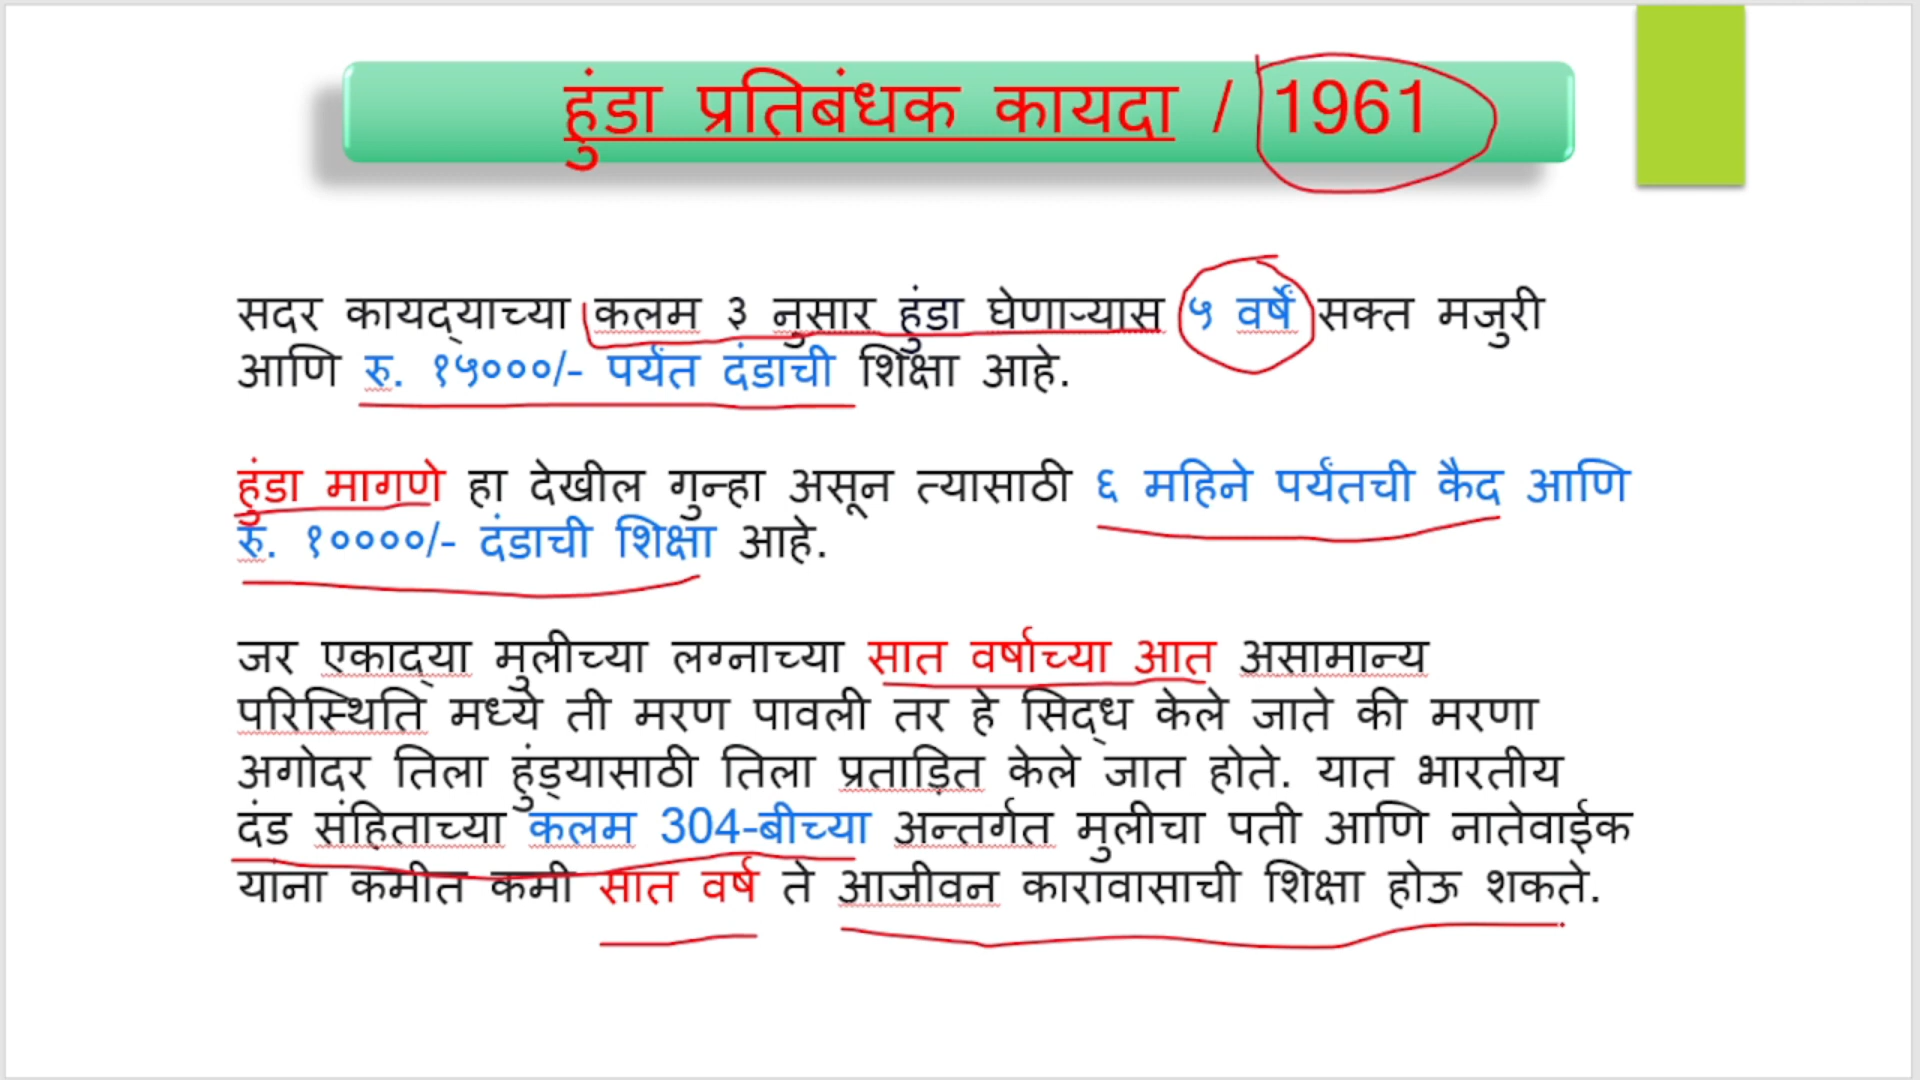 हुंडा प्रतिबंधक कायदा / 1961
सदर कायद्याच्या कलम ३ नुसार हुंडा घेणाऱ्यास ५ वर्षे सक्त मजुरी
आणि रु. १५०००/- पर्यंत दंडाची शिक्षा आहे.
हुंडा मागणे हा देखील गुन्हा असून त्यासाठी ६ महिने पर्यंतची कैद आणि
रु. १००००/- दंडाची शिक्षा आहे.
जर एकाद्या मुलीच्या लग्नाच्या सात वर्षाच्या आत असामान्य
परिस्थिति मध्ये ती मरण पावली तर हे सिद्ध केले जाते की मरणा
अगोदर तिला हुंड्यासाठी तिला प्रताड़ित केले जात होते. यात भारतीय
दंड संहिताच्या कलम 304-बीच्या अन्तर्गत मुलीचा पती आणि नातेवाईक
यांना कमीत कमी सात वर्ष ते आजीवन कारावासाची शिक्षा होऊ शकते.